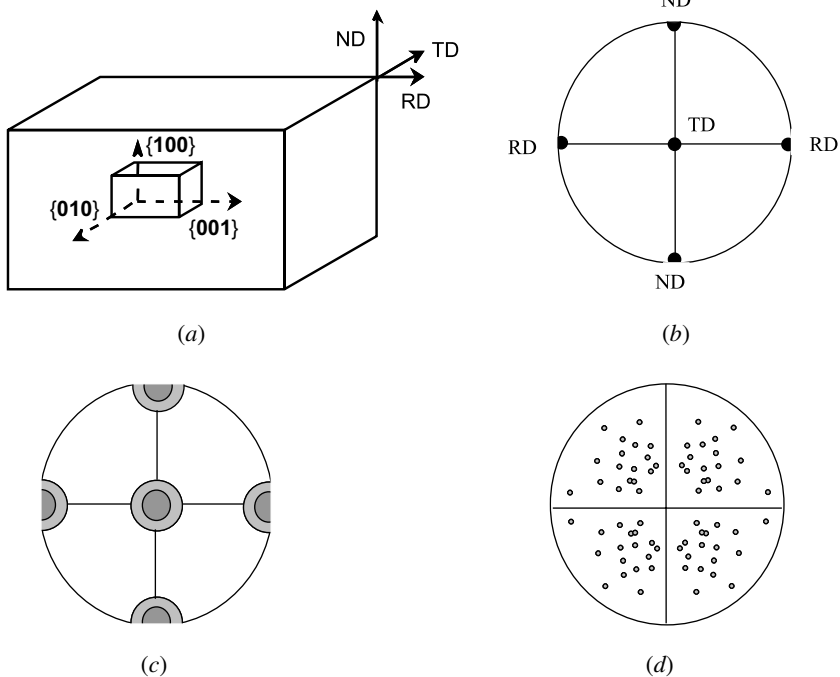 ND
TD
RD
{100}
{010}
{001}
(a)
ND
TD
RD
RD
ND
(b)
(c)
(d)